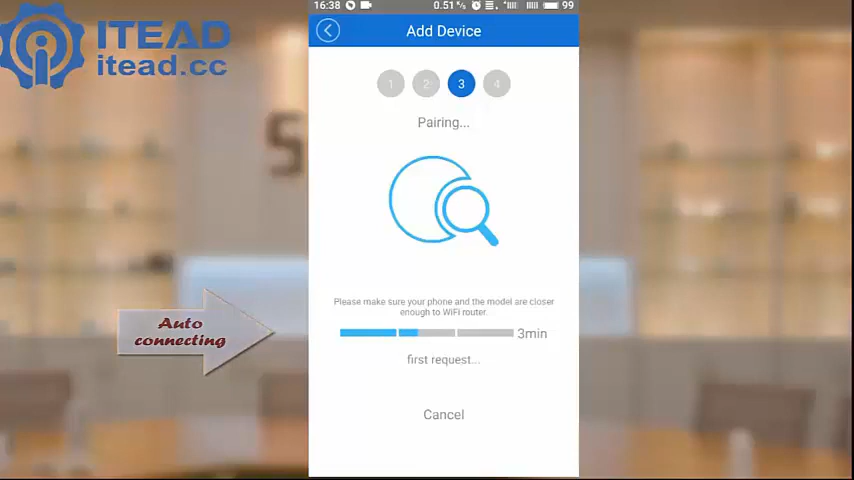 16:38
0.51 K/s
99
ITEAD
itead.cc
Add Device
1 2 3 4
Pairing...
Please make sure your phone and the model are closer
enough to WiFi router.
3min
Auto
connecting
first request...
Cancel